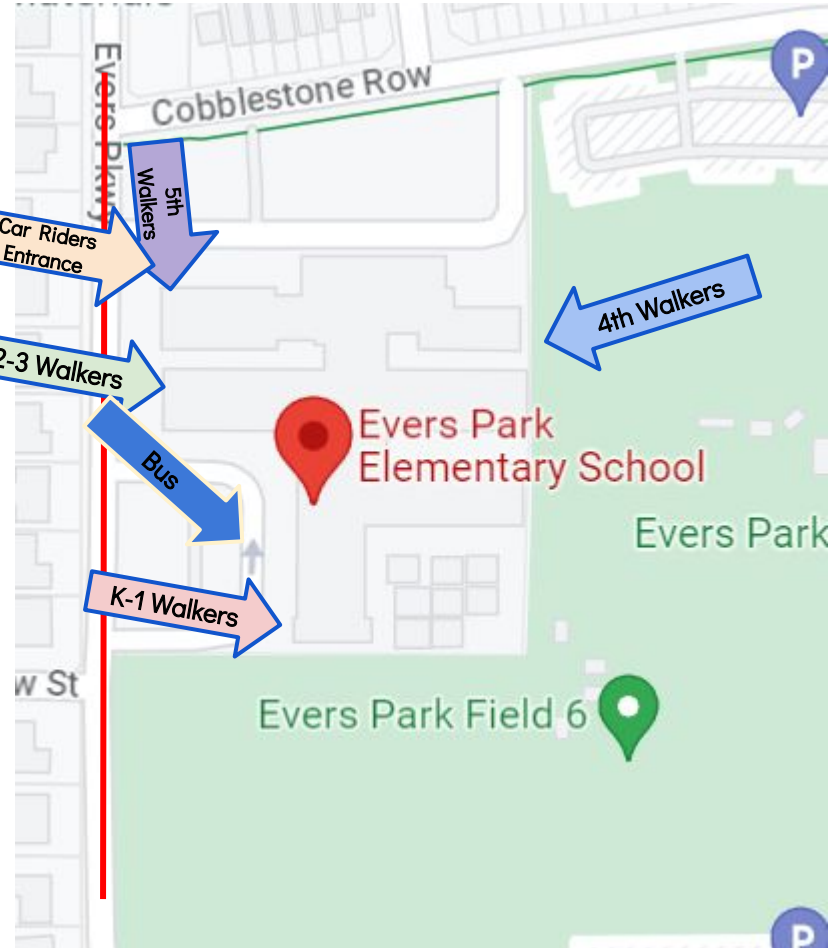 Evers Pkwy
Cobblestone Row
P
5th
Walkers
Car Riders
Entrance
4th Walkers
2-3 Walkers
Evers Park
Elementary School
Bus
Evers Park
K-1 Walkers
w St
Evers Park Field 6
P